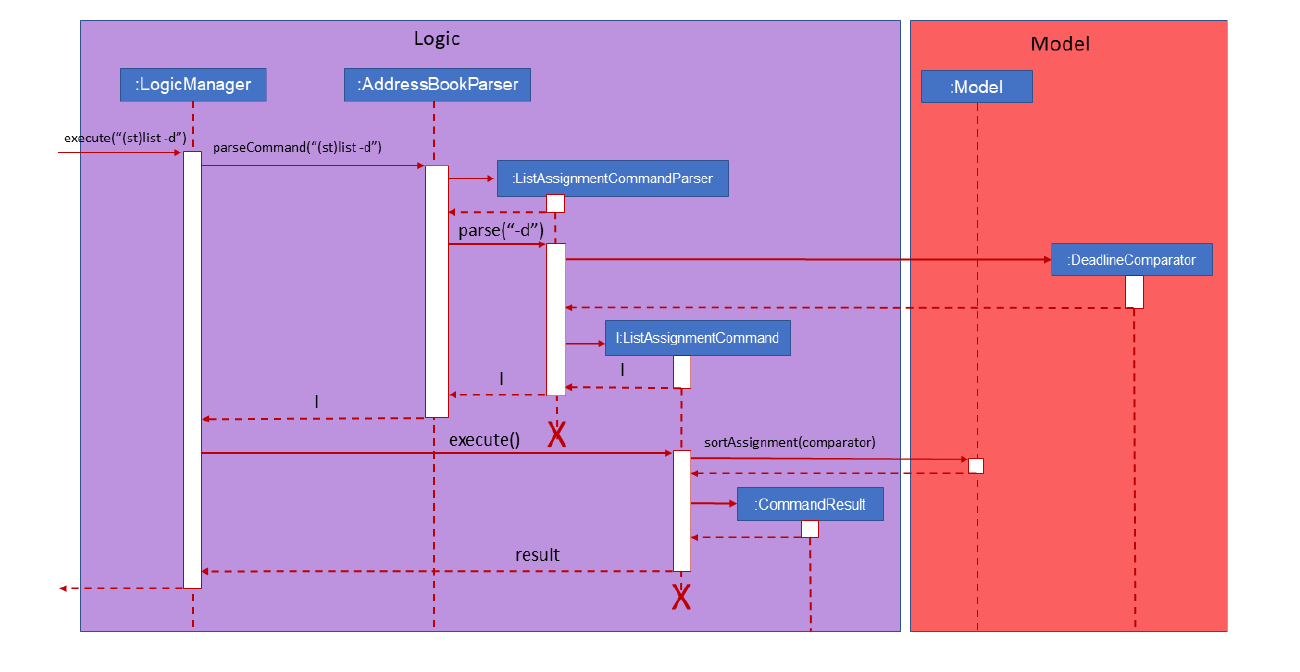 Logic
Model
:LogicManager
:AddressBookParser
:Model
execute(“(st)list -d”)
parseCommand(“(st)list -d”)
:ListAssignmentCommandParser
parse(“-d”)
:DeadlineComparator
l:ListAssignmentCommand
l
l
l
X
execute()
sortAssignment(comparator)
:CommandResult
result
X